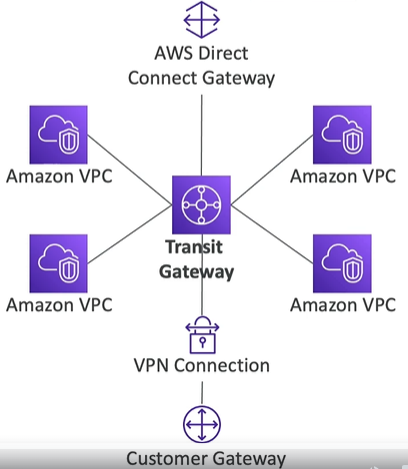 AWS Direct
Connect Gateway
Amazon VPC
Amazon VPC
Transit
Gateway
Amazon VPC
Amazon VPC
VPN Connection
Customer Gateway